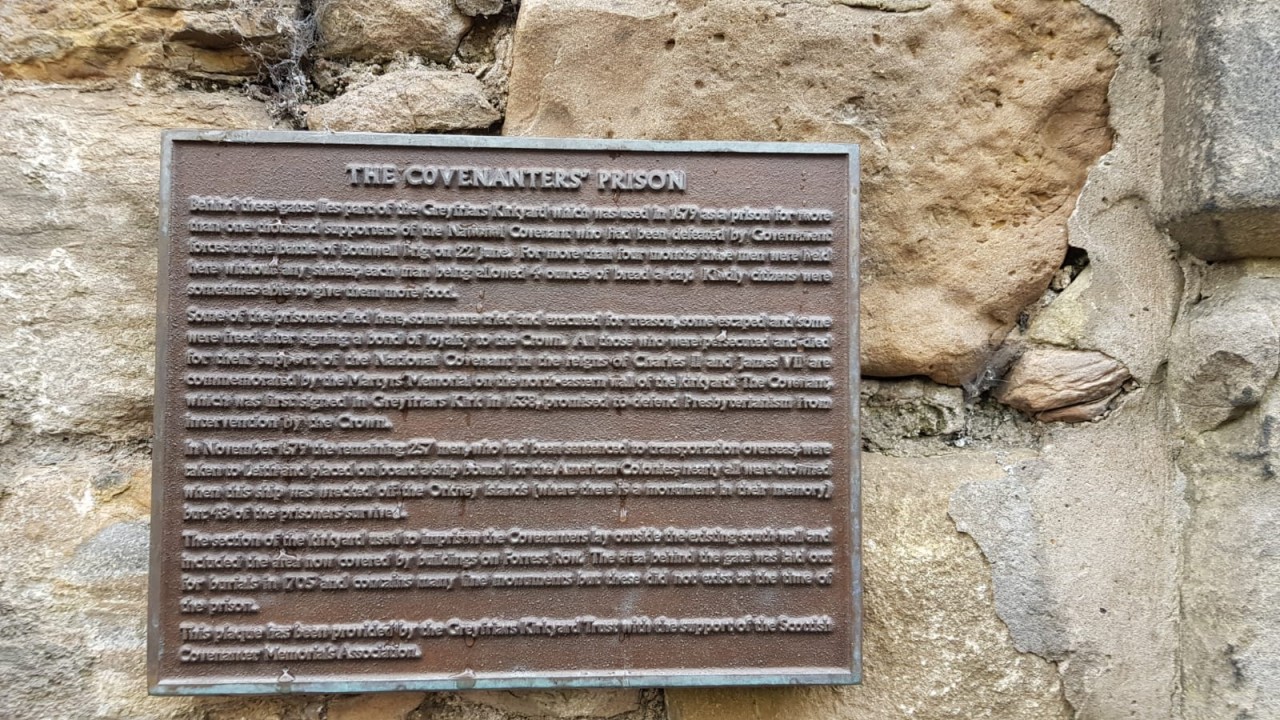 THE COVENANTERS' PRISON
Behind these gates lies part of the Greyfriars Kirkyard which was used in 1679 as a prison for more
than one thousand supporters of the National Covenant who had been defeated by Government
forces at the battle of Bothwell Brig on 22 June. For more than four months these men were held
here without any shelter, each man being allowed 4 ounces of bread a day. Kindly citizens were
sometimes able to give them more food.
Some of the prisoners died here, some were tried and executed for treason, some escaped and some
were freed after signing a bond of loyalty to the Crown. All those who were persecuted and died
for their support of the National Covenant in the reigns of Charles II and James VII are
commemorated by the Martyrs' Memorial on the north-eastern wall of the kirkyard. The Covenant,
which was first signed in Greyfriars Kirk in 1638, promised to defend Presbyterianism from
intervention by the Crown.
In November 1679 the remaining 257 men, who had been sentenced to transportation overseas, were
taken to Leith and placed on board a ship bound for the American Colonies; nearly all were drowned
when this ship was wrecked off the Orkney Islands (where there is a monument in their memory)
but 48 of the prisoners survived.
The section of the kirkyard used to imprison the Covenanters lay outside the existing south wall, and
included the area now covered by buildings on Forrest Row. The area behind the gate was laid out
for burials in 1705 and contains many fine monuments but these did not exist at the time of
the prison.
This plaque has been provided by the Greyfriars Kirkyard Trust with the support of the Scottish
Covenanter Memorials Association.